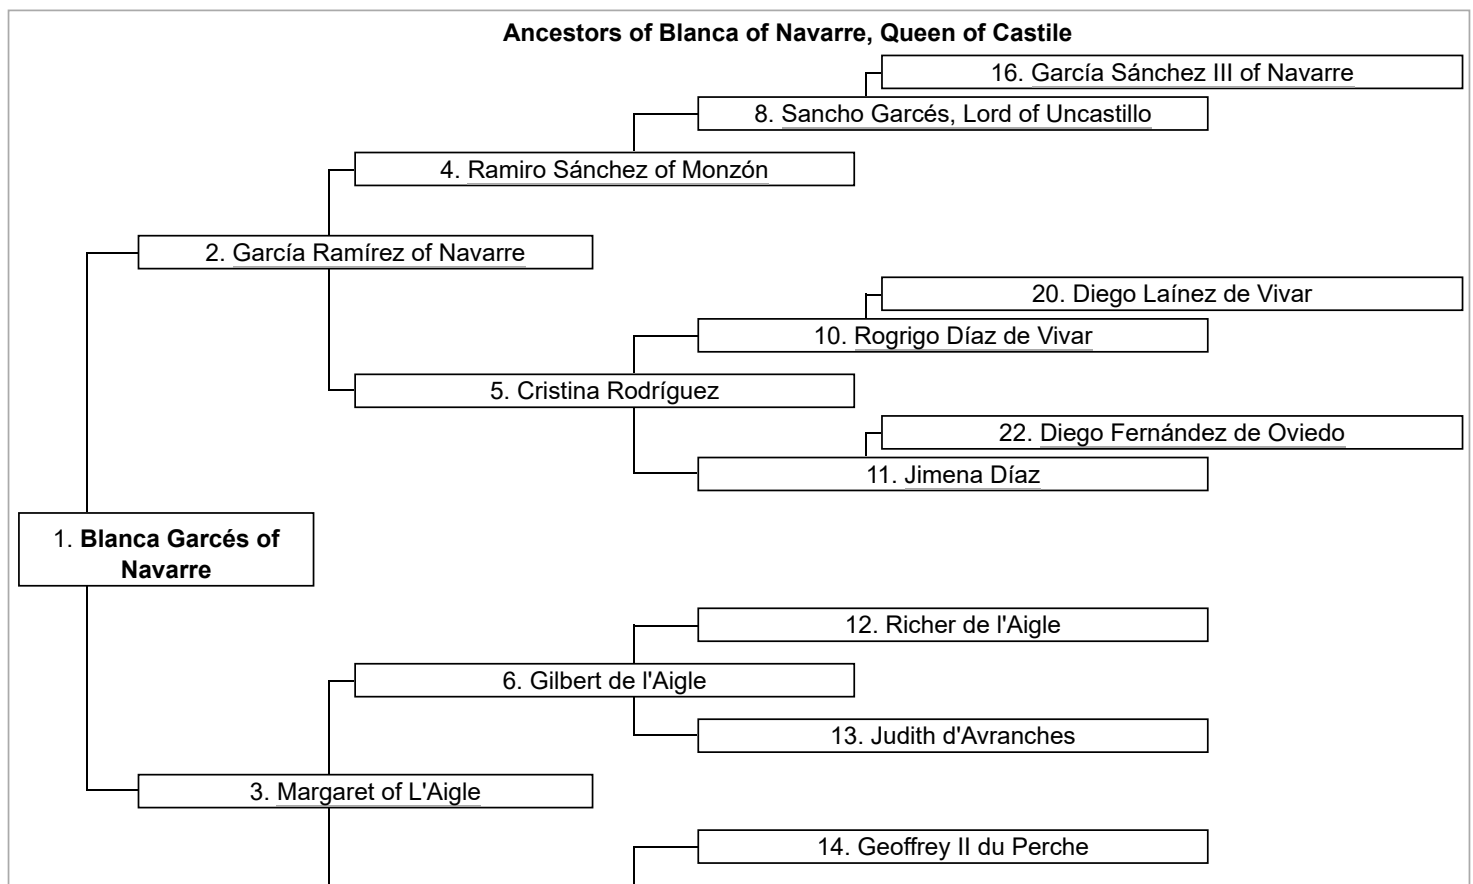 Ancestors of Blanca of Navarre, Queen of Castile
16. García Sánchez III of Navarre
8. Sancho Garcés, Lord of Uncastillo
4. Ramiro Sánchez of Monzón
2. García Ramírez of Navarre
20. Diego Laínez de Vivar
10. Rogrigo Díaz de Vivar
5. Cristina Rodríguez
22. Diego Fernández de Oviedo
11. Jimena Díaz
1. Blanca Garcés of
Navarre
12. Richer de l'Aigle
6. Gilbert de l'Aigle
13. Judith d'Avranches
3. Margaret of L'Aigle
14. Geoffrey II du Perche